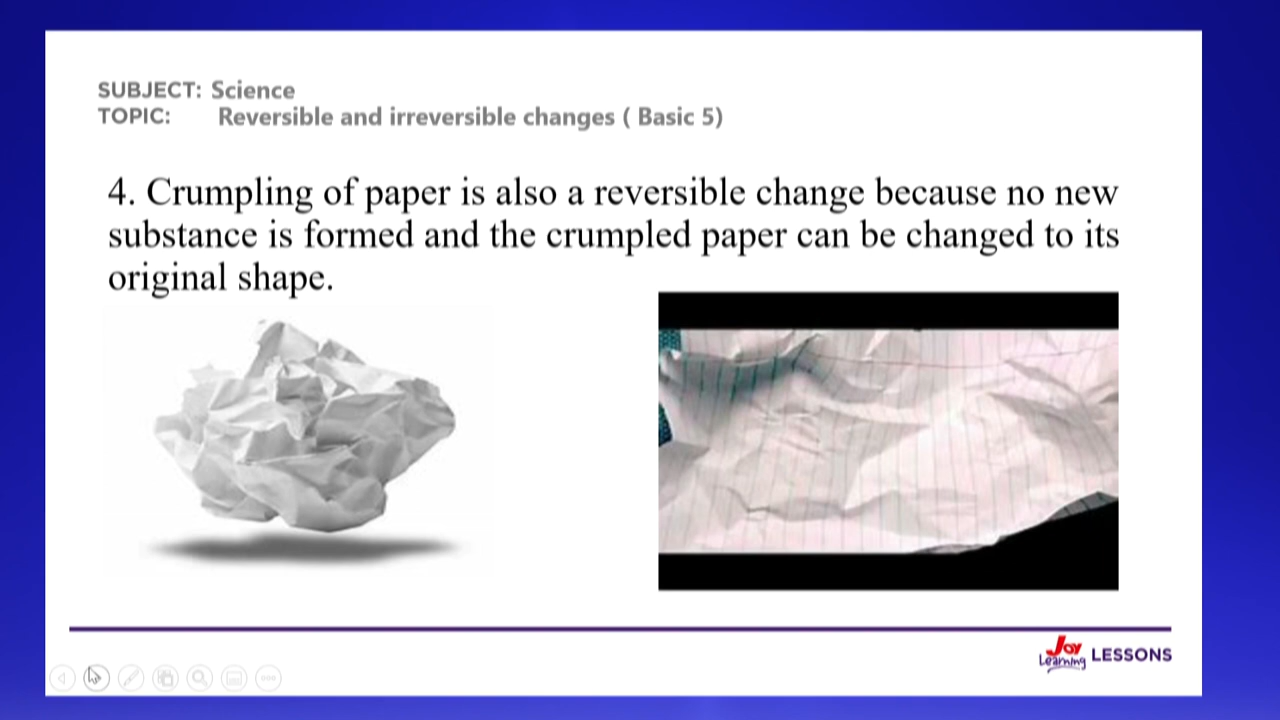 SUBJECT: Science
TOPIC: Reversible and irreversible changes ( Basic 5)
4. Crumpling of paper is also a reversible change because no new
substance is formed and the crumpled paper can be changed to its
original shape.
Joy
Learning LESSONS